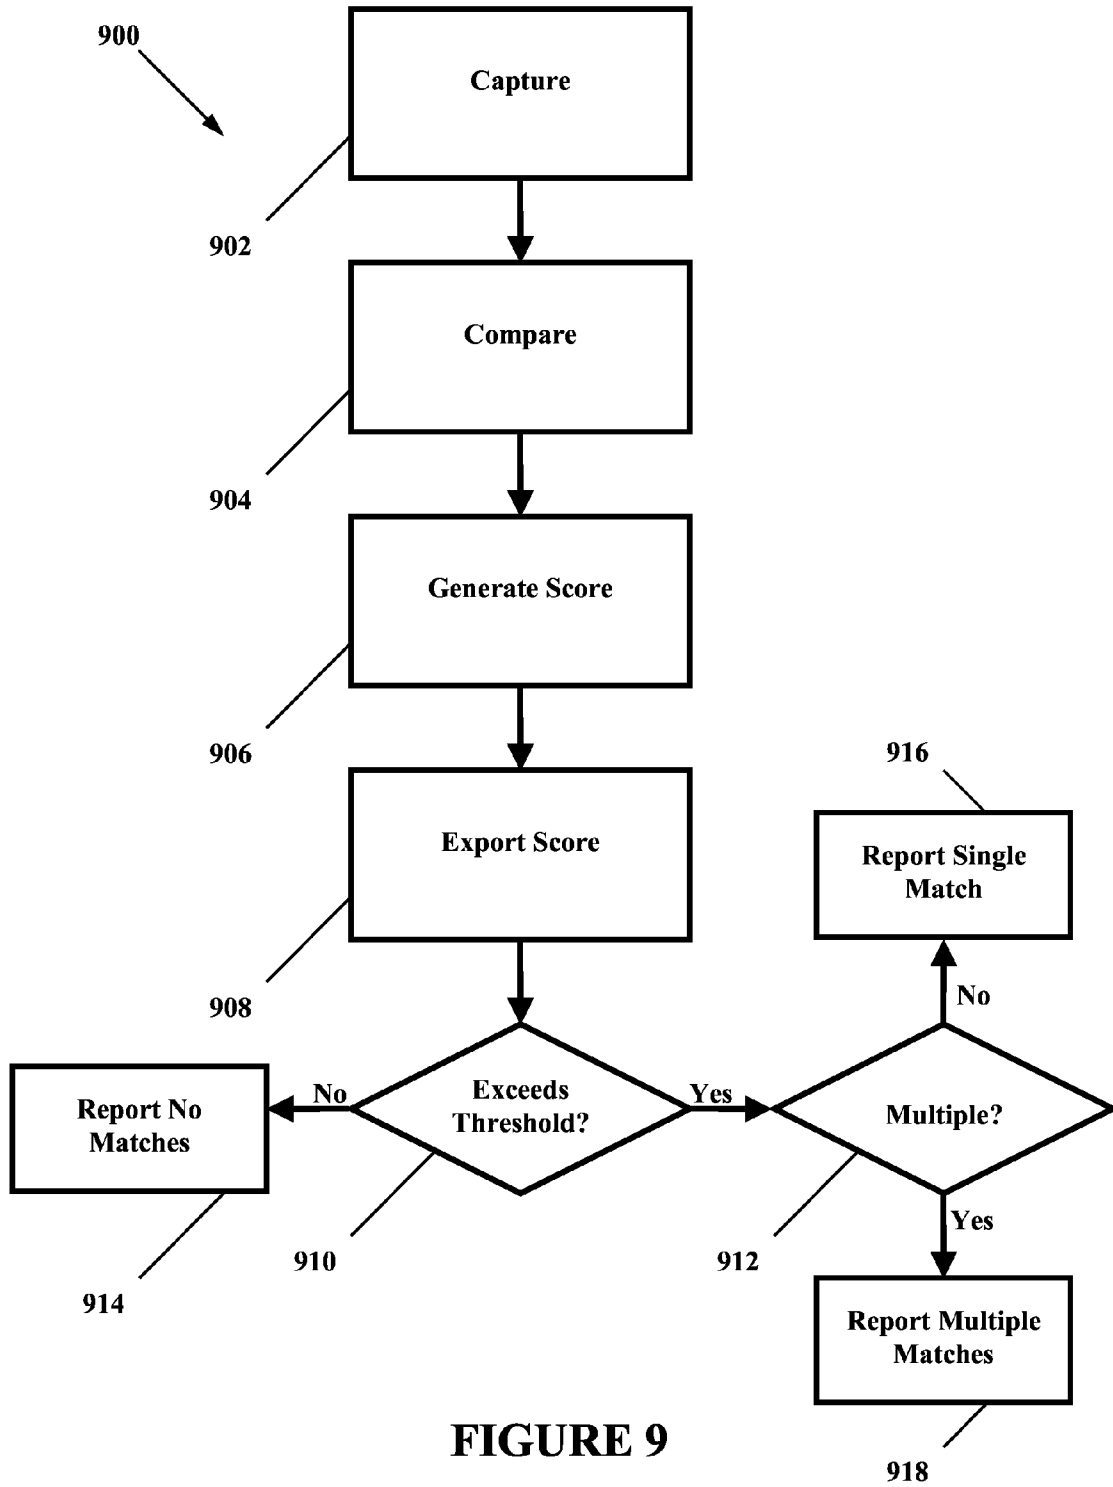 900
Capture
902
Compare
904
Generate Score
906
Export Score
908
916
Report Single
Match
No
Exceeds
Threshold?
No
Yes
Multiple?
Report No
Matches
910
912
Yes
914
Report Multiple
Matches
918
FIGURE 9